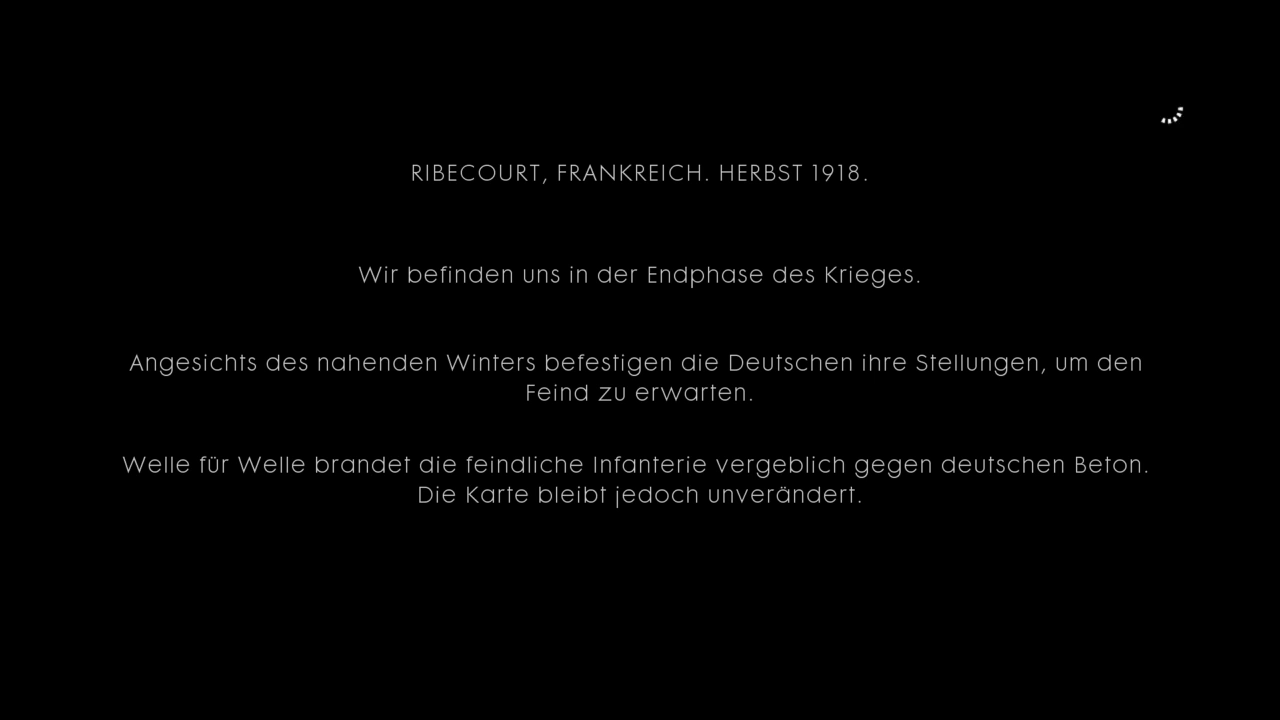 RIBECOURT, FRANKREICH. HERBST 1918.
Wir befinden uns in der Endphase des Krieges.
Angesichts des nahenden Winters befestigen die Deutschen ihre Stellungen, um den
Feind zu erwarten.
Welle für Welle brandet die feindliche Infanterie vergeblich gegen deutschen Beton.
Die Karte bleibt jedoch unverändert.